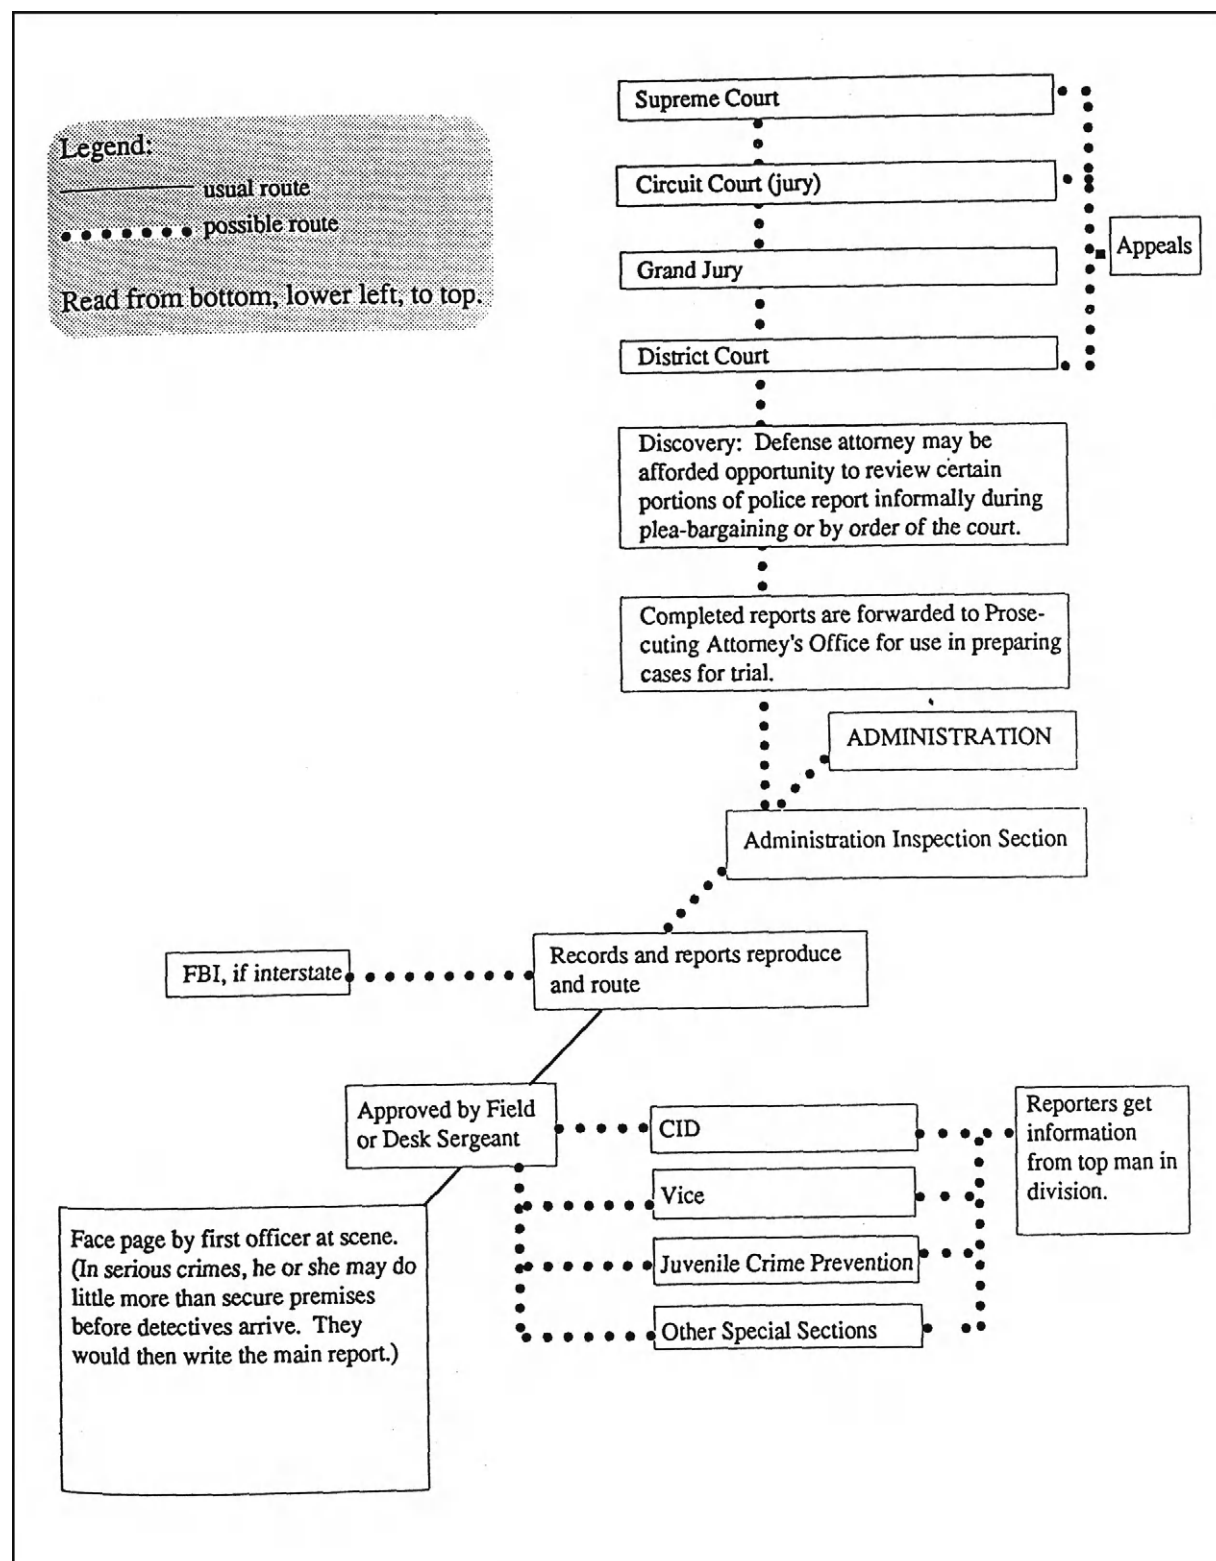 Legend:
usual route
possible route
Read from bottom, lower left, to top.
Supreme Court
Circuit Court (jury)
Grand Jury
District Court
Appeals
Discovery: Defense attorney may be
afforded opportunity to review certain
portions of police report informally during
plea-bargaining or by order of the court.
Completed reports are forwarded to Prose-
cuting Attorney's Office for use in preparing
cases for trial.
ADMINISTRATION
Administration Inspection Section
Records and reports reproduce
and route
FBI, if interstate
Approved by Field
or Desk Sergeant
CID
Vice
Juvenile Crime Prevention
Other Special Sections
Reporters get
information
from top man in
division.
Face page by first officer at scene.
(In serious crimes, he or she may do
little more than secure premises
before detectives arrive. They
would then write the main report.)